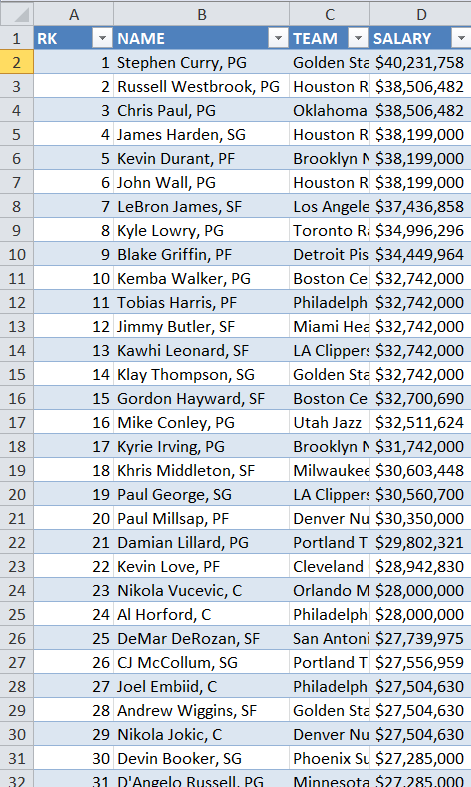 A B C D
1 RK NAME TEAM SALARY
2 1 Stephen Curry, PG Golden Sta $40,231,758
3 2 Russell Westbrook, PG Houston R $38,506,482
4 3 Chris Paul, PG Oklahoma $38,506,482
5 4 James Harden, SG Houston R $38,199,000
6 5 Kevin Durant, PF Brooklyn N $38,199,000
7 6 John Wall, PG Houston R $38,199,000
8 7 LeBron James, SF Los Angele $37,436,858
9 8 Kyle Lowry, PG Toronto Ra $34,996,296
10 9 Blake Griffin, PF Detroit Pis $34,449,964
11 10 Kemba Walker, PG Boston Ce $32,742,000
12 11 Tobias Harris, PF Philadelph $32,742,000
13 12 Jimmy Butler, SF Miami Hea $32,742,000
14 13 Kawhi Leonard, SF LA Clippers $32,742,000
15 14 Klay Thompson, SG Golden Sta $32,742,000
16 15 Gordon Hayward, SF Boston Ce $32,700,690
17 16 Mike Conley, PG Utah Jazz $32,511,624
18 17 Kyrie Irving, PG Brooklyn N $31,742,000
19 18 Khris Middleton, SF Milwaukee $30,603,448
20 19 Paul George, SG LA Clippers $30,560,700
21 20 Paul Millsap, PF Denver Nu $30,350,000
22 21 Damian Lillard, PG Portland T $29,802,321
23 22 Kevin Love, PF Cleveland $28,942,830
24 23 Nikola Vucevic, C Orlando M $28,000,000
25 24 Al Horford, C Philadelph $28,000,000
26 25 DeMar DeRozan, SF San Antoni $27,739,975
27 26 CJ McCollum, SG Portland T $27,556,959
28 27 Joel Embiid, C Philadelph $27,504,630
29 28 Andrew Wiggins, SF Golden Sta $27,504,630
30 29 Nikola Jokic, C Denver Nu $27,504,630
31 30 Devin Booker, SG Phoenix Su $27,285,000
32 31 D'Angelo Russell, PG Minnesota $27,285,000